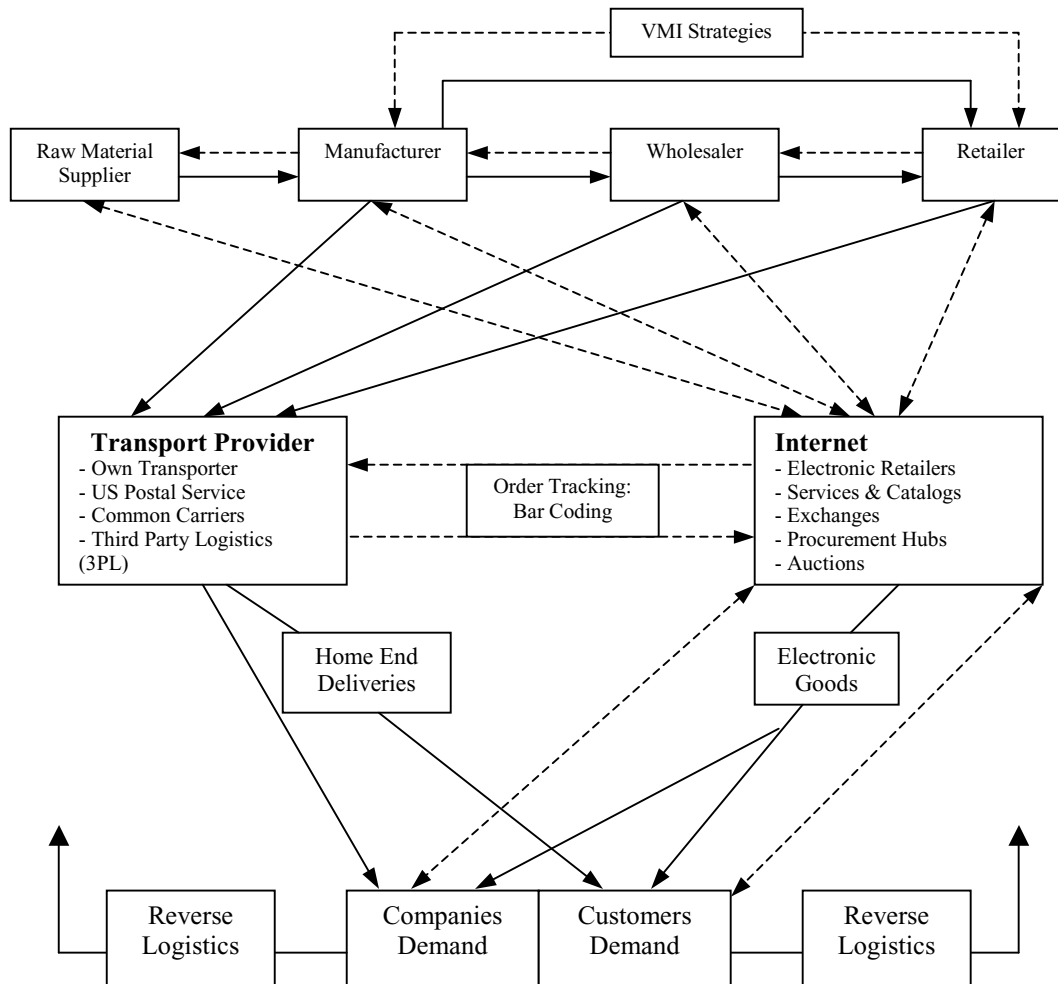 VMI Strategies
Raw Material
Supplier
Manufacturer
Wholesaler
Retailer
Transport Provider
- Own Transporter
- US Postal Service
- Common Carriers
- Third Party Logistics
(3PL)
Order Tracking:
Bar Coding
Internet
- Electronic Retailers
- Services & Catalogs
- Exchanges
- Procurement Hubs
- Auctions
Home End
Deliveries
Electronic
Goods
Reverse
Logistics
Companies
Demand
Customers
Demand
Reverse
Logistics